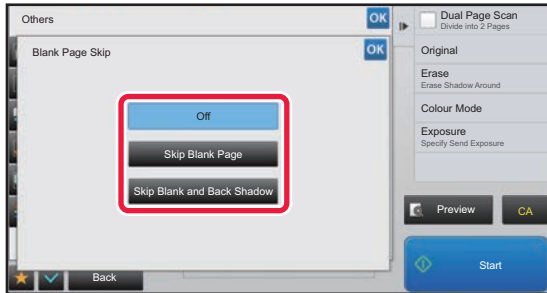 Others
OK
Blank Page Skip
OK
Off
Skip Blank Page
Skip Blank and Back Shadow
Back
Dual Page Scan
Divide into 2 Pages
Original
Erase
Erase Shadow Around
Colour Mode
Exposure
Specify Send Exposure
Preview
CA
Start